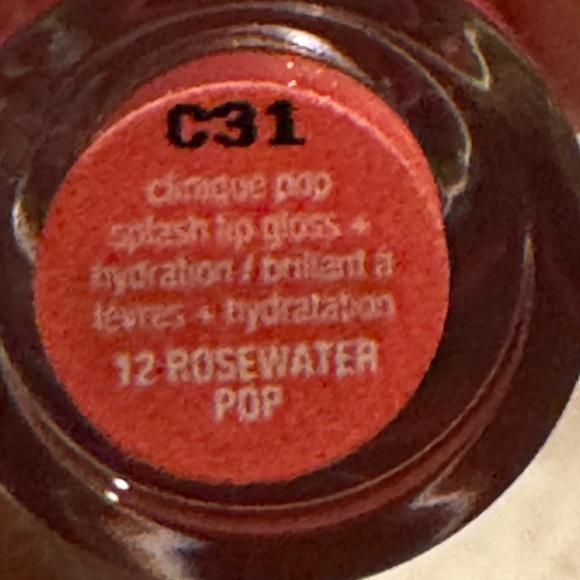 C31
clinique pop
splash lip gloss +
hydration / brillant à
lèvres + hydratation
12 ROSEWATER
POP